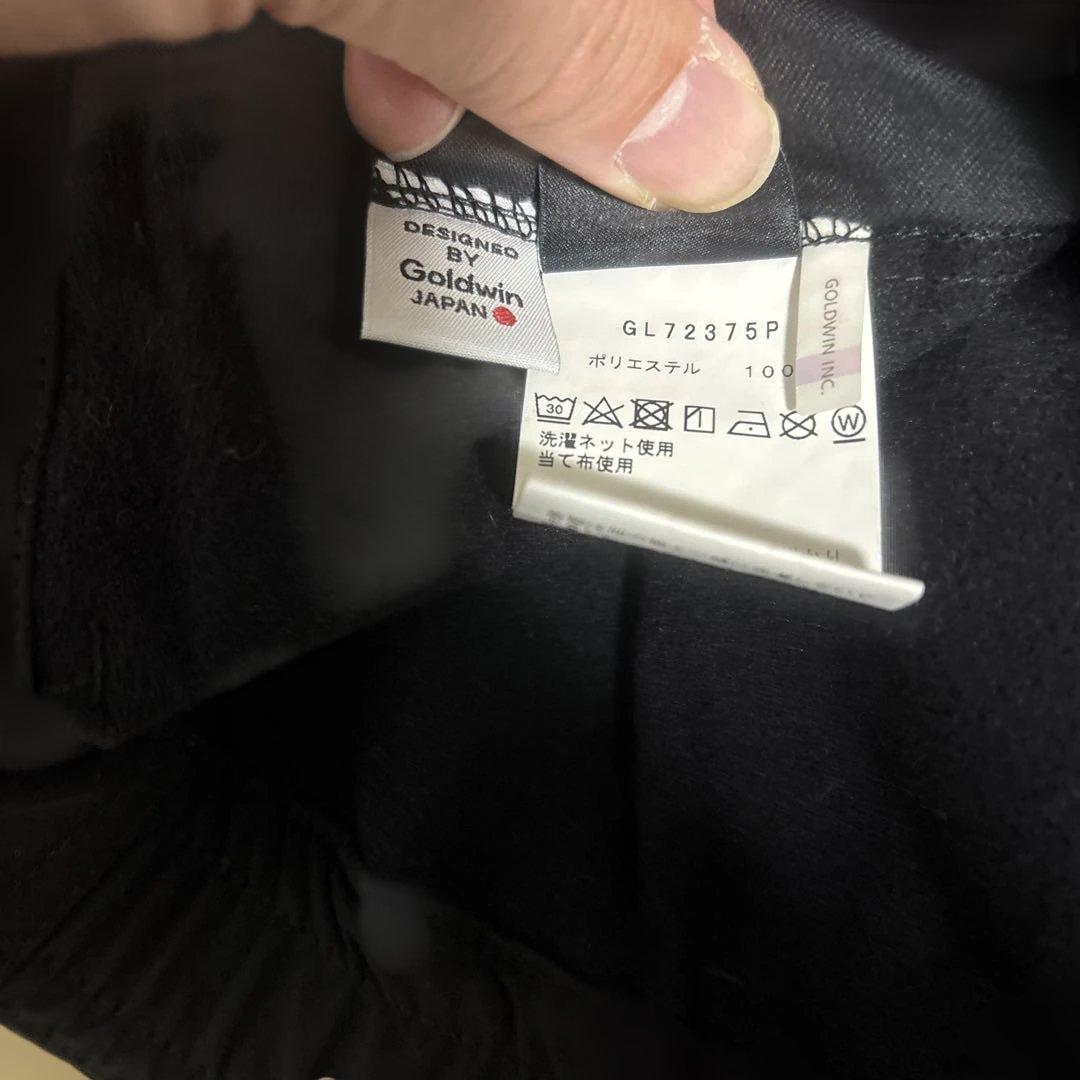 DESIGNED
BY
Goldwin
JAPAN
GL72375P
ポリエステル 100
30
W
洗濯ネット使用
当て布使用
GOLDWIN INC.